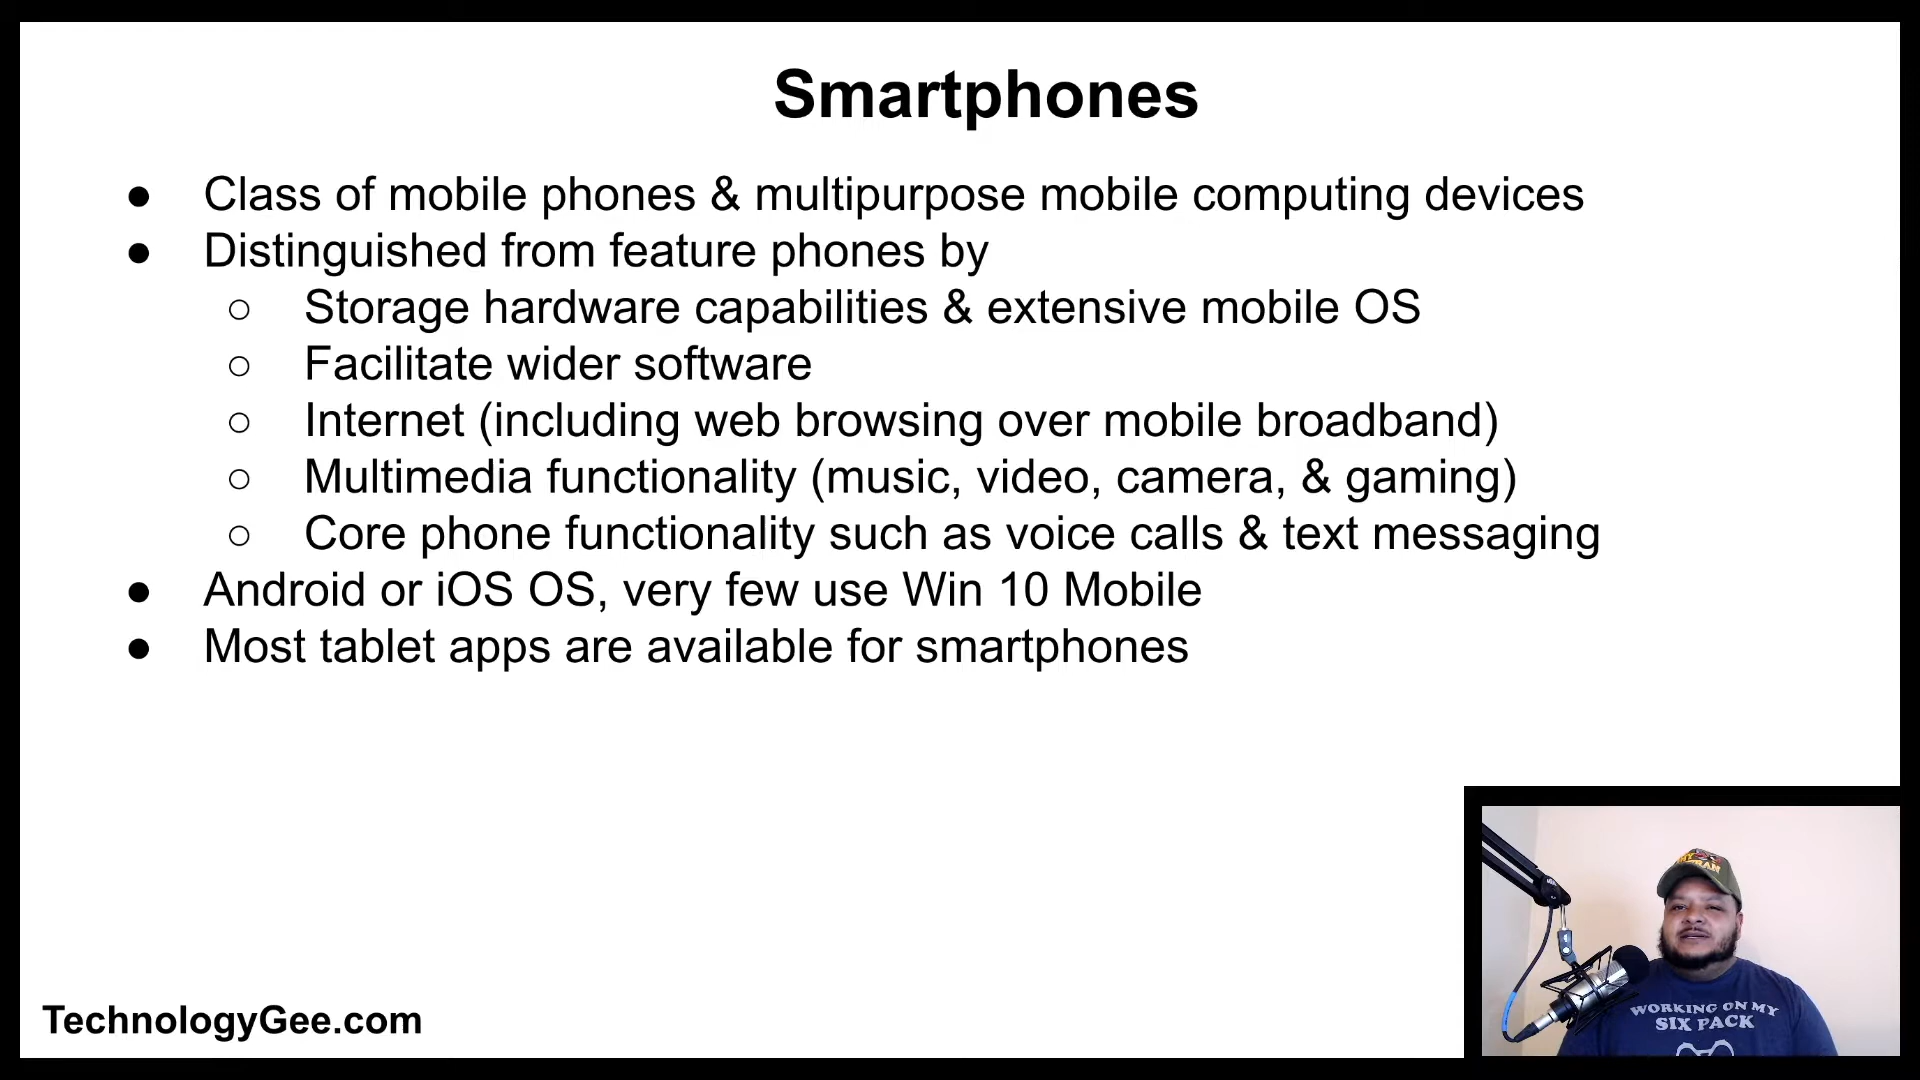 Smartphones
● Class of mobile phones & multipurpose mobile computing devices
● Distinguished from feature phones by
○ Storage hardware capabilities & extensive mobile OS
○ Facilitate wider software
○ Internet (including web browsing over mobile broadband)
○ Multimedia functionality (music, video, camera, & gaming)
○ Core phone functionality such as voice calls & text messaging
● Android or iOS OS, very few use Win 10 Mobile
● Most tablet apps are available for smartphones
WORKING ON MY
SIX PACK
TechnologyGee.com